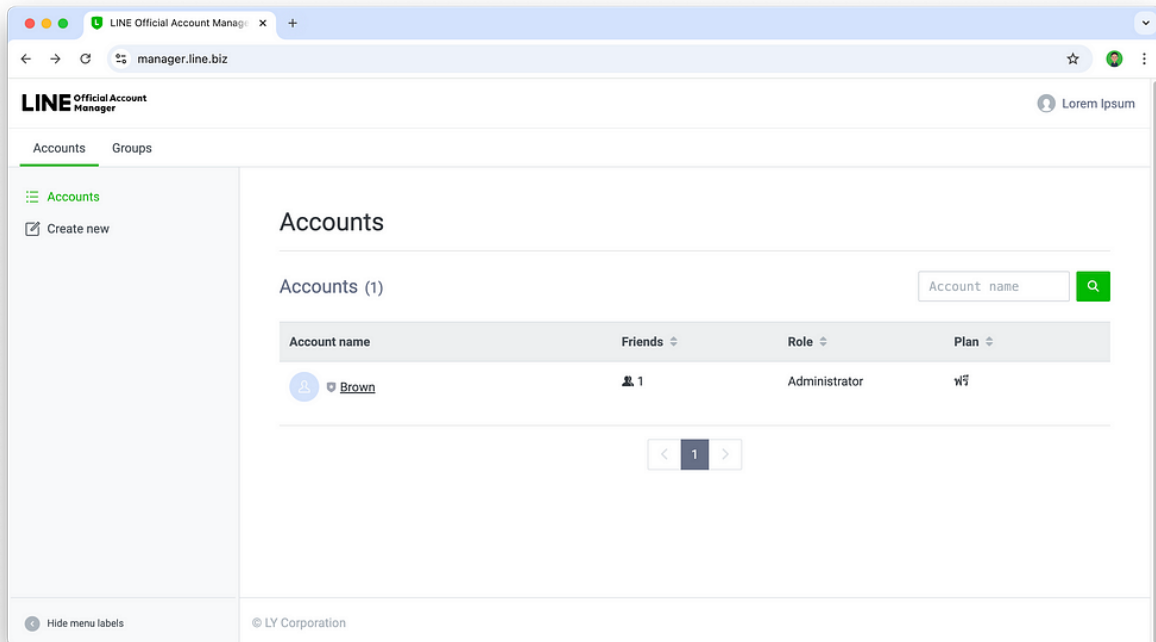 LINE Official Account Manage
manager.line.biz
LINE Official Account Manager
Lorem Ipsum
Accounts Groups
Accounts
Create new
Accounts
Accounts (1)
Account name
Account name Friends Role Plan
Brown 1 Administrator ฟรี
1
Hide menu labels
© LY Corporation